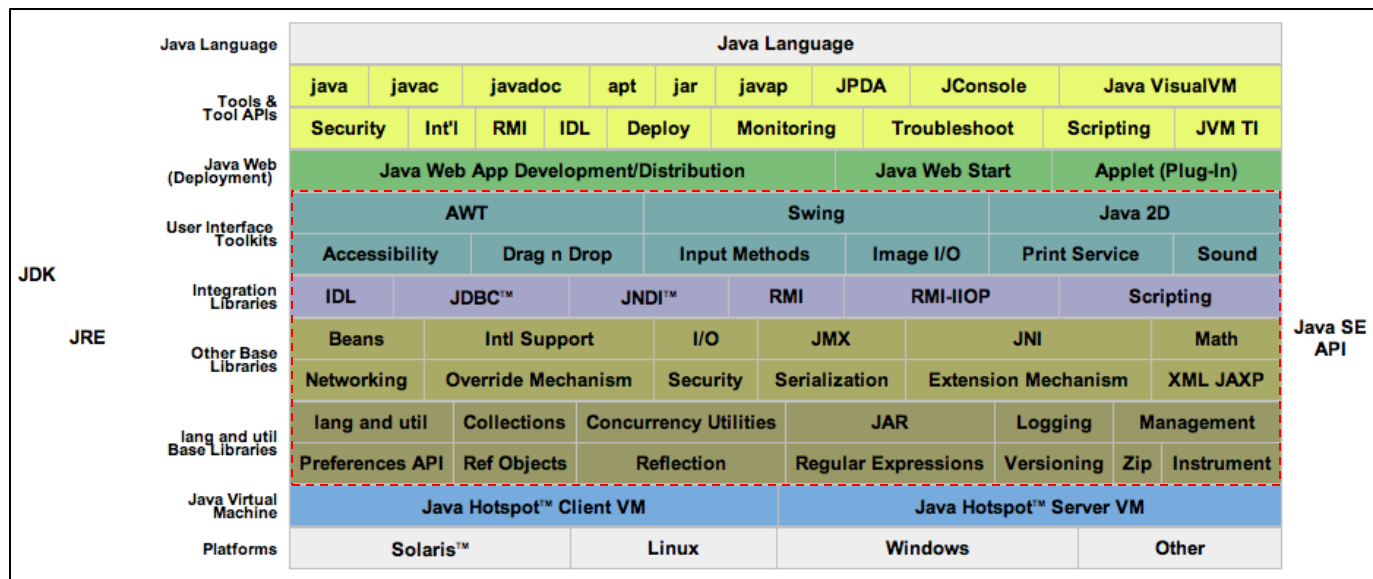 Java Language Java Language
Tools & Tool APIs
java javac javadoc apt jar javap JPDA JConsole Java VisualVM
Security Int'l RMI IDL Deploy Monitoring Troubleshoot Scripting JVM TI
Java Web (Deployment)
Java Web App Development/Distribution Java Web Start Applet (Plug-In)
User Interface Toolkits
AWT Swing Java 2D
Accessibility Drag n Drop Input Methods Image I/O Print Service Sound
JDK
Integration Libraries
IDL JDBC™ JNDI™ RMI RMI-IIOP Scripting
JRE
Other Base Libraries
Beans Intl Support I/O JMX JNI Math
Networking Override Mechanism Security Serialization Extension Mechanism XML JAXP
Java SE API
lang and util Base Libraries
lang and util Collections Concurrency Utilities JAR Logging Management
Preferences API Ref Objects Reflection Regular Expressions Versioning Zip Instrument
Java Virtual Machine
Java Hotspot™ Client VM Java Hotspot™ Server VM
Platforms Solaris™ Linux Windows Other